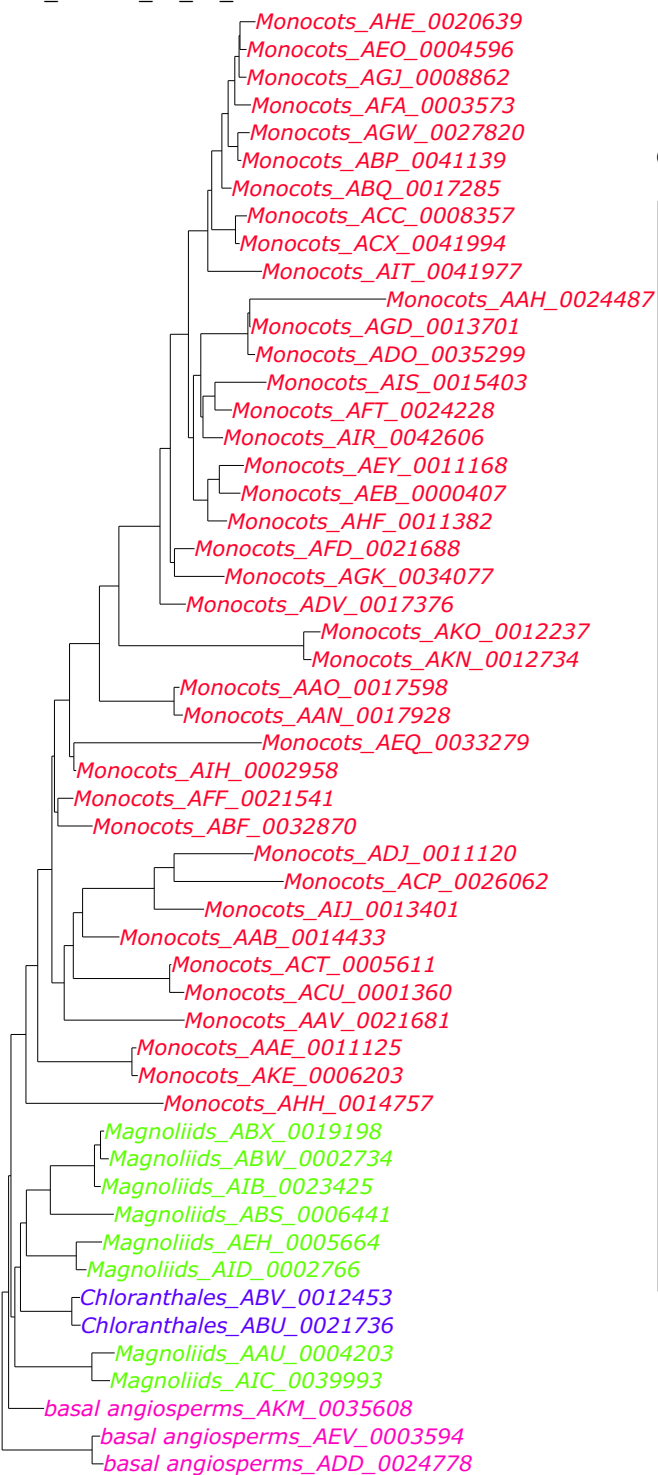 Monocots_AHE_0020639
Monocots_AEO_0004596
Monocots_AGJ_0008862
Monocots_AFA_0003573
Monocots_AGW_0027820
Monocots_ABP_0041139
Monocots_ABQ_0017285
Monocots_ACC_0008357
Monocots_ACX_0041994
Monocots_AIT_0041977
Monocots_AAH_0024487
Monocots_AGD_0013701
Monocots_ADO_0035299
Monocots_AIS_0015403
Monocots_AFT_0024228
Monocots_AIR_0042606
Monocots_AEY_0011168
Monocots_AEB_0000407
Monocots_AHF_0011382
Monocots_AFD_0021688
Monocots_AGK_0034077
Monocots_ADV_0017376
Monocots_AKO_0012237
Monocots_AKN_0012734
Monocots_AAO_0017598
Monocots_AAN_0017928
Monocots_AEQ_0033279
Monocots_AIH_0002958
Monocots_AFF_0021541
Monocots_ABF_0032870
Monocots_ADJ_0011120
Monocots_ACP_0026062
Monocots_AIJ_0013401
Monocots_AAB_0014433
Monocots_ACT_0005611
Monocots_ACU_0001360
Monocots_AAV_0021681
Monocots_AAE_0011125
Monocots_AKE_0006203
Monocots_AHH_0014757
Magnoliids_ABX_0019198
Magnoliids_ABW_0002734
Magnoliids_AIB_0023425
Magnoliids_ABS_0006441
Magnoliids_AEH_0005664
Magnoliids_AID_0002766
Chloranthales_ABV_0012453
Chloranthales_ABU_0021736
Magnoliids_AAU_0004203
Magnoliids_AIC_0039993
basal angiosperms_AKM_0035608
basal angiosperms_AEV_0003594
basal angiosperms_ADD_0024778